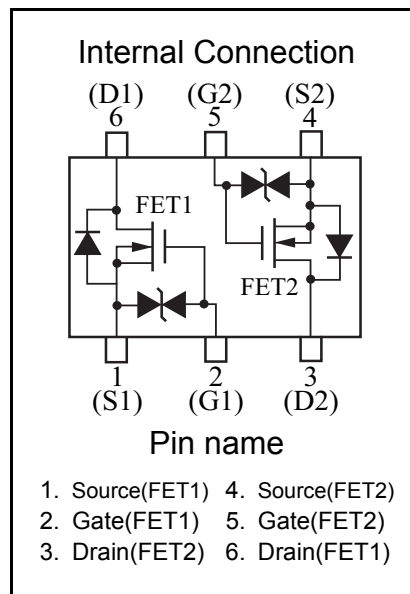 Internal Connection
(D1) (G2) (S2)
6 5 4
FET1
FET2
1 2 3
(S1) (G1) (D2)
Pin name
1. Source(FET1) 4. Source(FET2)
2. Gate(FET1) 5. Gate(FET2)
3. Drain(FET2) 6. Drain(FET1)